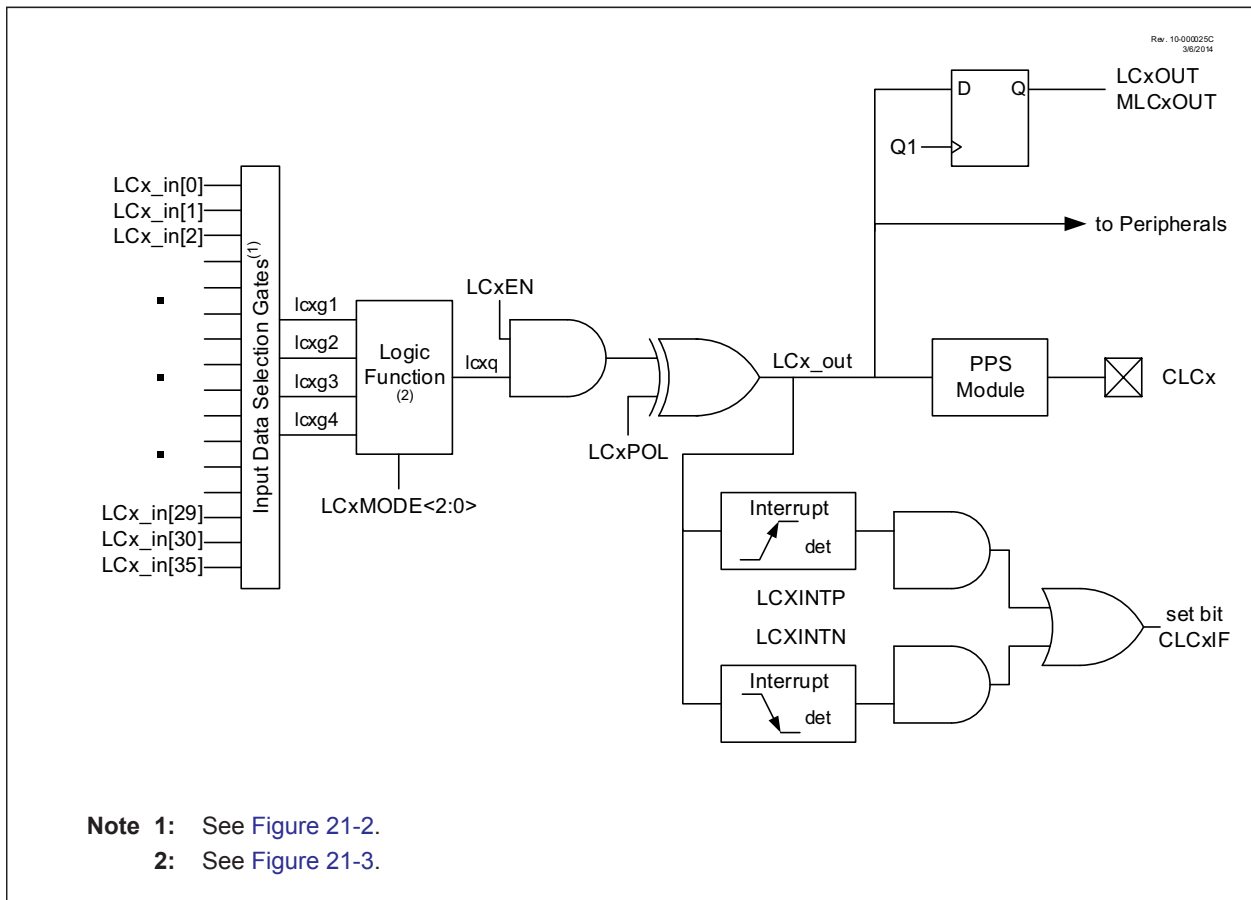 Rev. 10-000025C
3/6/2014
D Q
LCxOUT
MLCxOUT
Q1
LCx_in[0]
LCx_in[1]
LCx_in[2]
Input Data Selection Gates(1)
to Peripherals
LCxEN
lcxg1
lcxg2
lcxg3
lcxg4
Logic
Function
(2)
lcxq
LCx_out
PPS
Module
CLCx
LCxPOL
LCxMODE<2:0>
LCx_in[29]
LCx_in[30]
LCx_in[35]
Interrupt
det
LCXINTP
LCXINTN
set bit
CLCxIF
Interrupt
det
Note 1: See Figure 21-2.
2: See Figure 21-3.